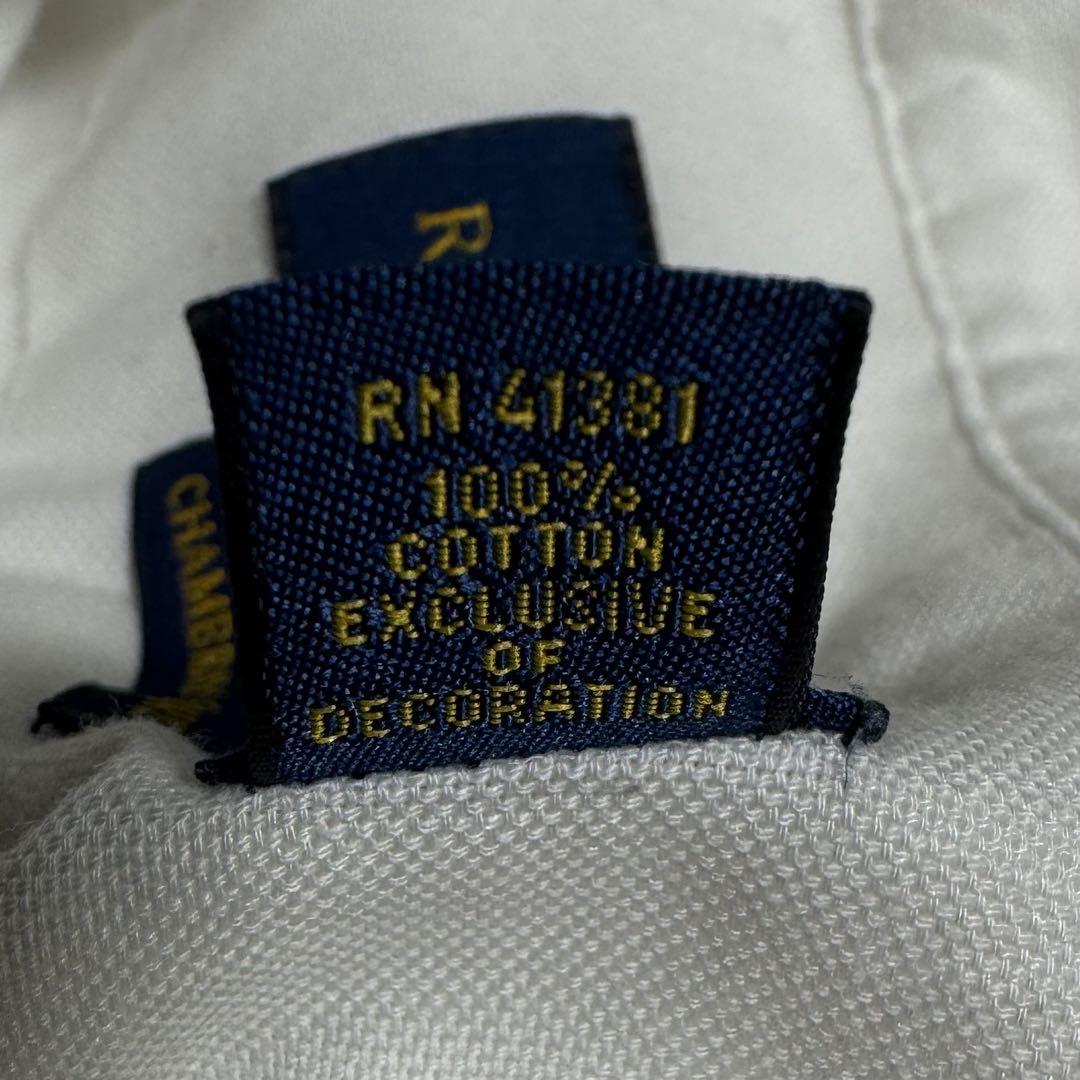 R
RN 41381
100%
COTTON
EXCLUSIVE
OF
DECORATION